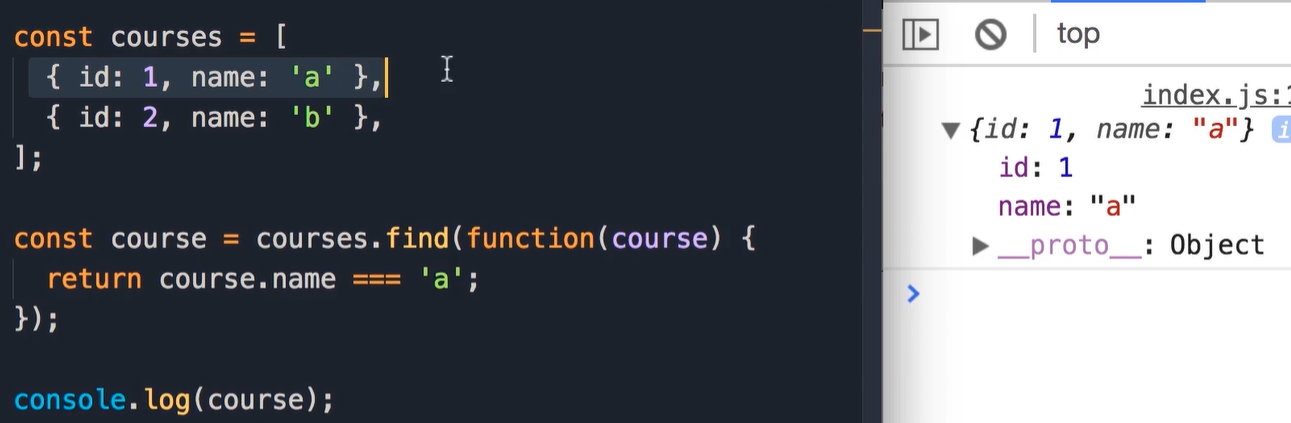 const courses = [
{ id: 1, name: 'a' },
{ id: 2, name: 'b' },
];
const course = courses.find(function(course) {
return course.name === 'a';
});
console.log(course);
top
index.js:
{id: 1, name: "a"} i
id: 1
name: "a"
__proto__: Object